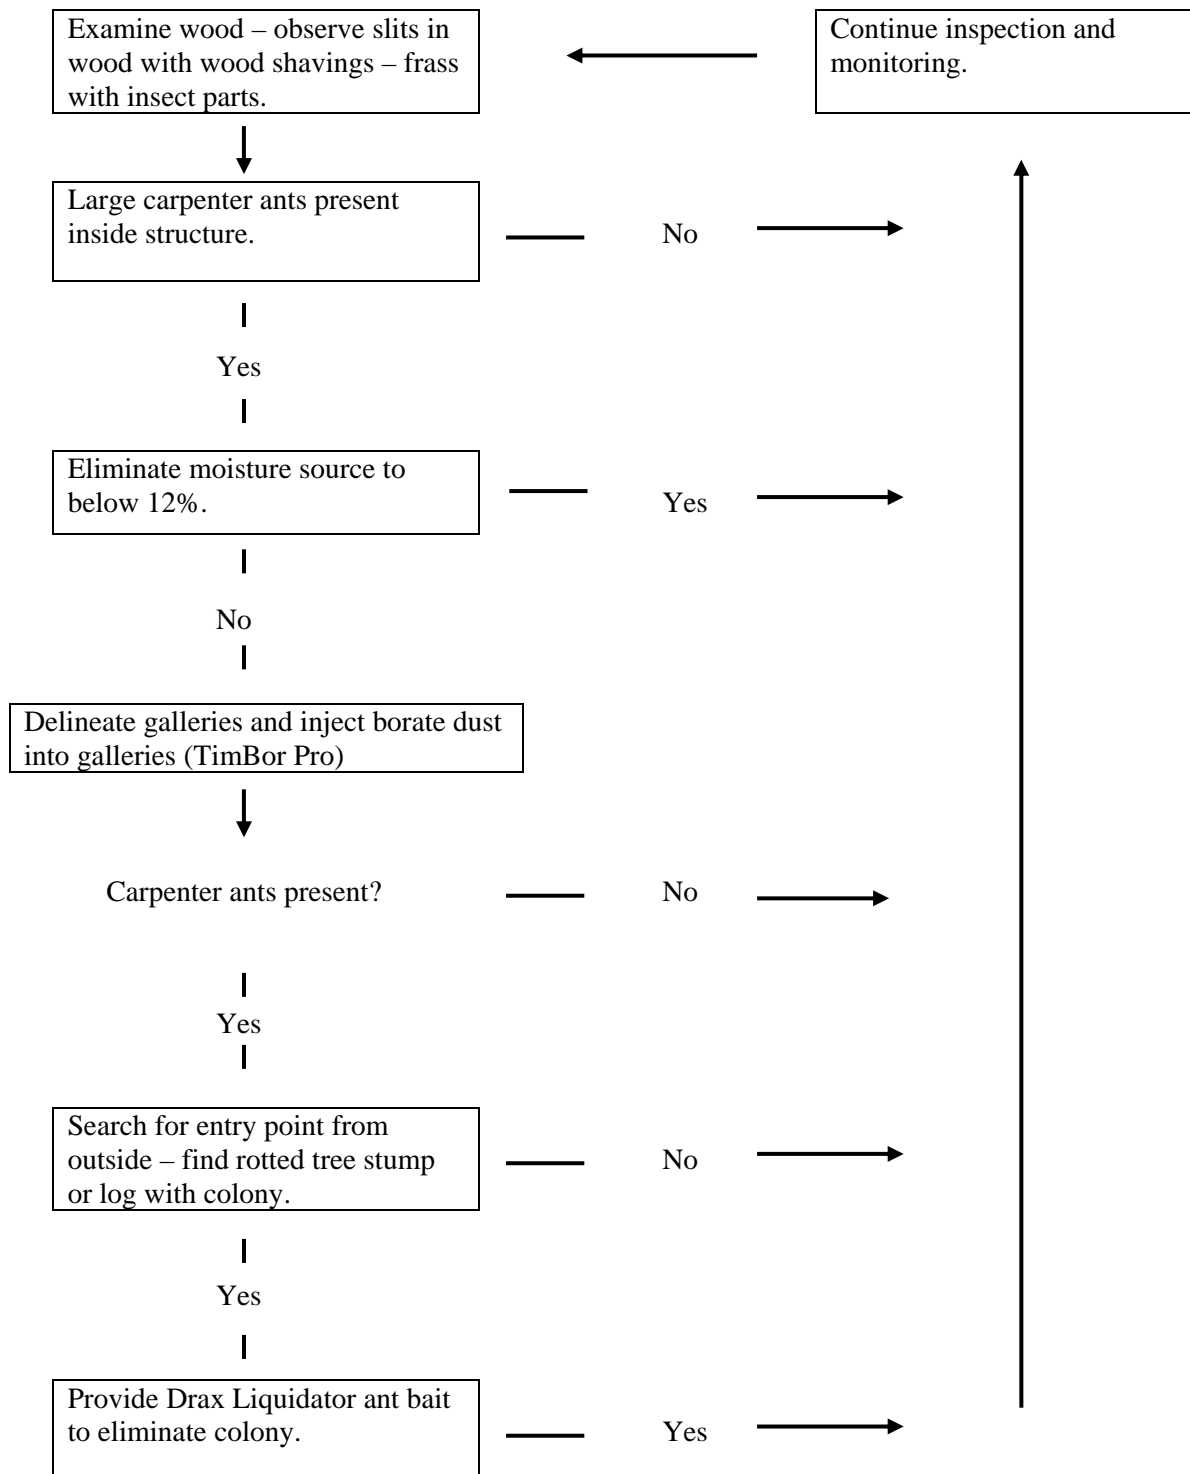 Examine wood – observe slits in
wood with wood shavings – frass
with insect parts.
Continue inspection and
monitoring.
Large carpenter ants present
inside structure.
No
Yes
Eliminate moisture source to
below 12%.
Yes
No
Delineate galleries and inject borate dust
into galleries (TimBor Pro)
Carpenter ants present?
No
Yes
Search for entry point from
outside – find rotted tree stump
or log with colony.
No
Yes
Provide Drax Liquidator ant bait
to eliminate colony.
Yes